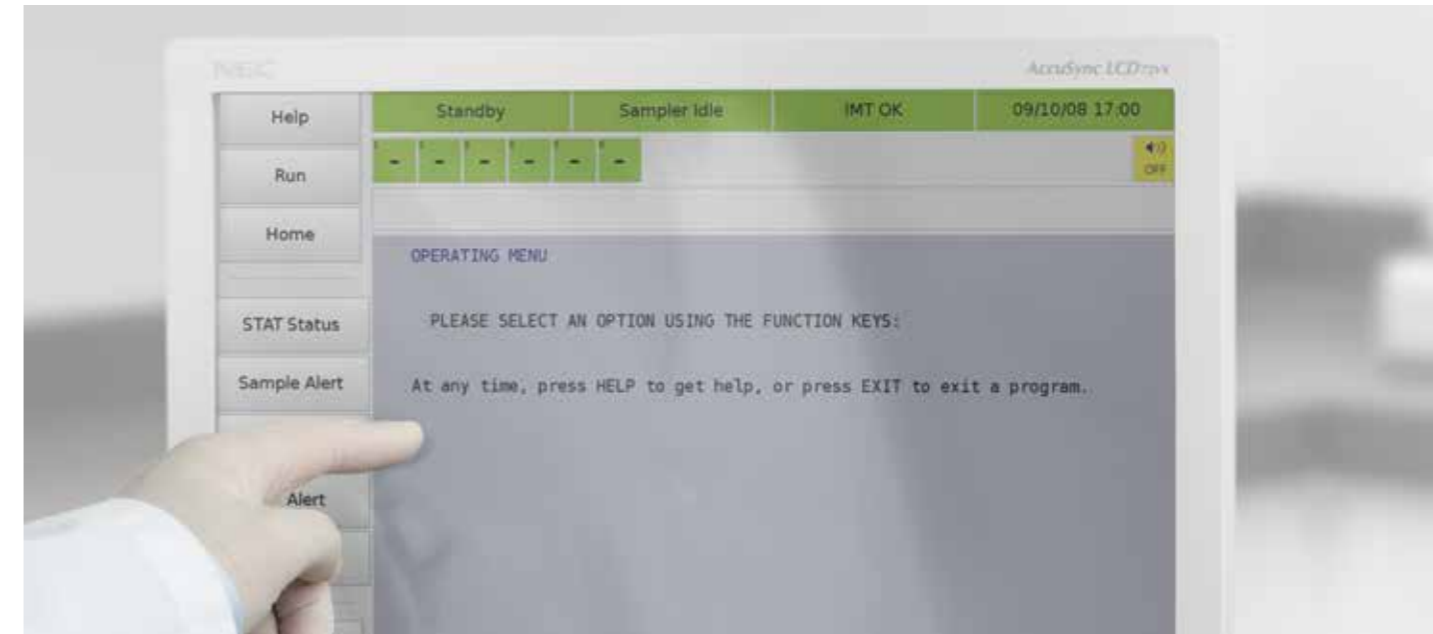 NEC
AccuSync LCD
Help
Standby
Sampler Idle
IMT OK
09/10/08 17:00
- - - - - -
OFF
Run
Home
OPERATING MENU
STAT Status
PLEASE SELECT AN OPTION USING THE FUNCTION KEYS:
Sample Alert
At any time, press HELP to get help, or press EXIT to exit a program.
Alert